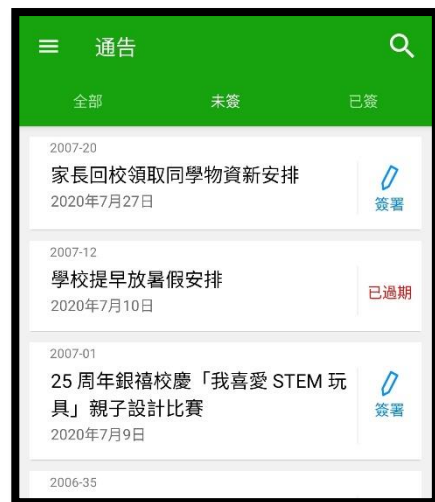 通告
全部 未簽 已簽
2007-20
家長回校領取同學物資新安排
2020年7月27日
簽署
2007-12
學校提早放暑假安排
2020年7月10日
已過期
2007-01
25 周年銀禧校慶「我喜愛 STEM 玩
具」親子設計比賽
2020年7月9日
簽署
2006-35